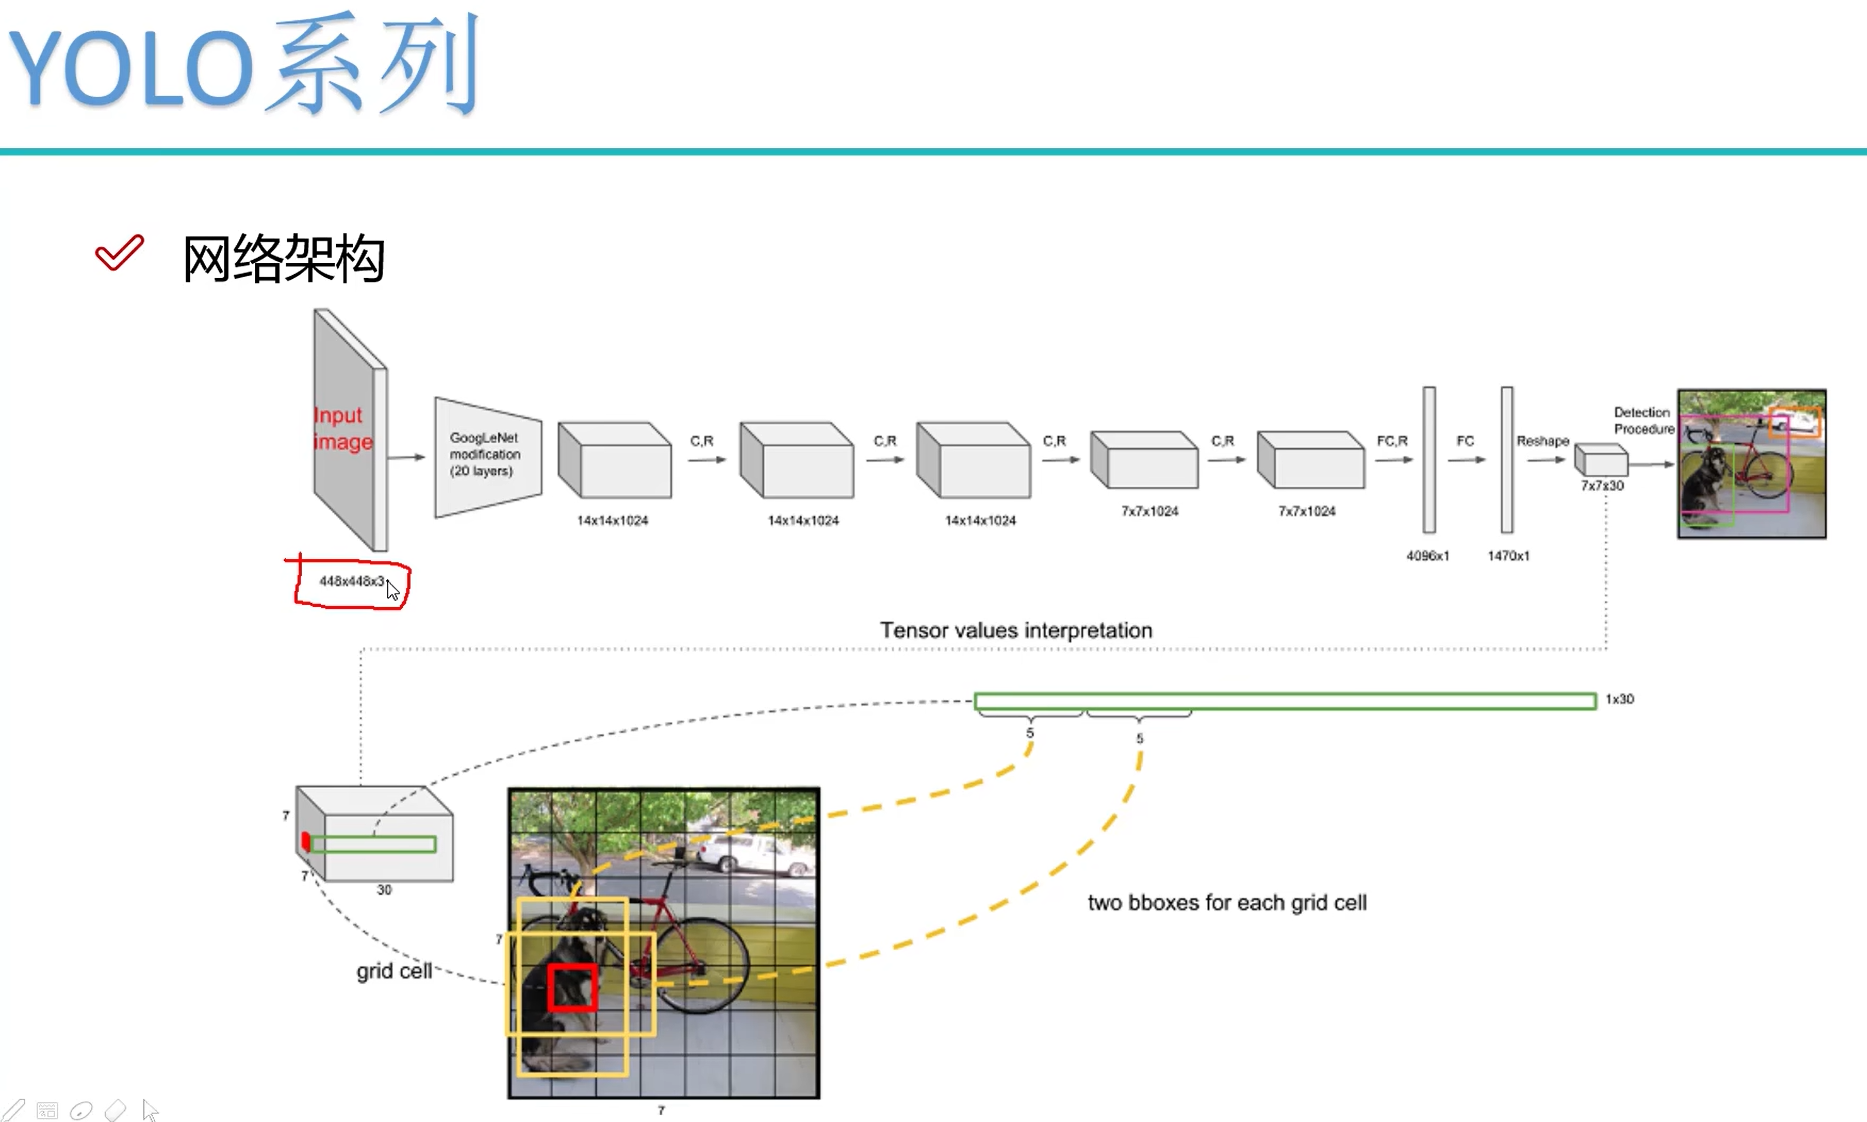 YOLO系列
网络架构
Input
image
448x448x3
GoogLeNet
modification
(20 layers)
14x14x1024
C,R
14x14x1024
C,R
14x14x1024
C,R
7x7x1024
C,R
7x7x1024
FC,R
4096x1
FC
1470x1
Reshape
7x7x30
Detection
Procedure
Tensor values interpretation
1x30
5
5
7
7
30
grid cell
7
7
two bboxes for each grid cell